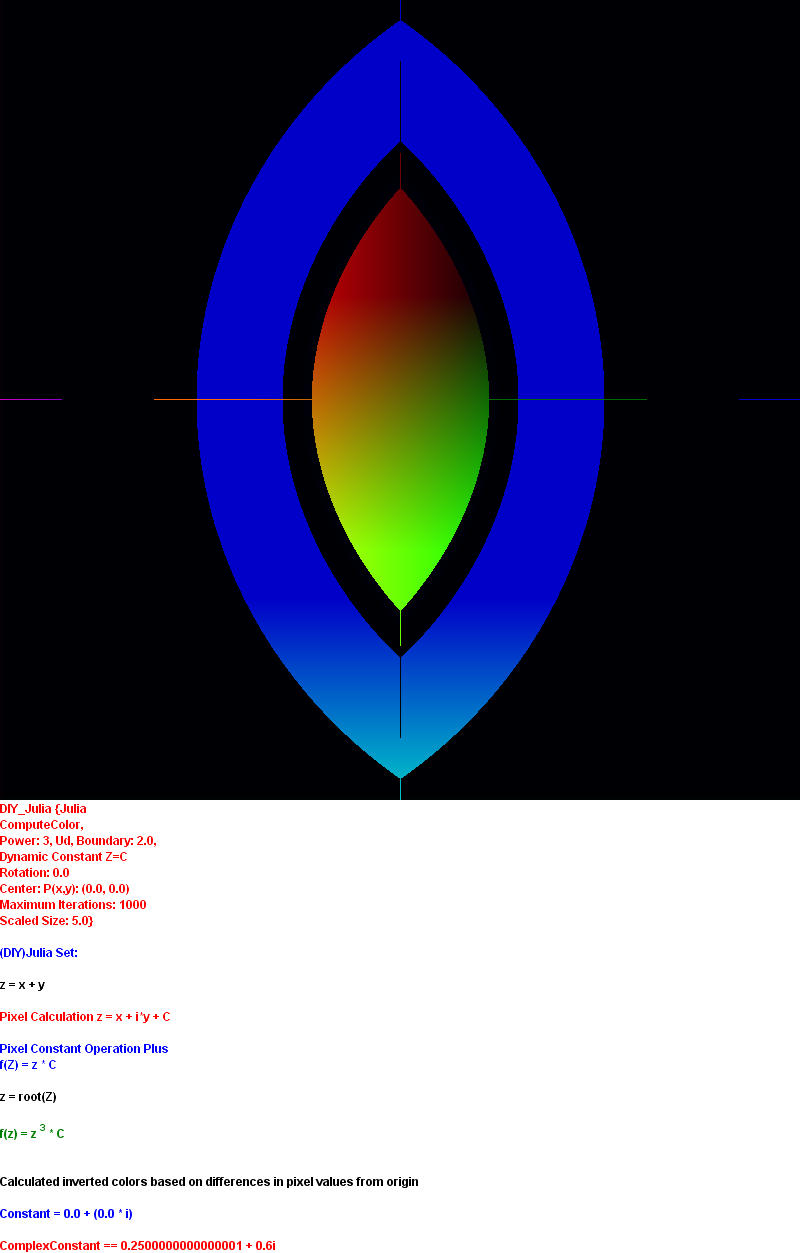 DIY_Julia {Julia
ComputeColor,
Power: 3, Ud, Boundary: 2.0,
Dynamic Constant Z=C
Rotation: 0.0
Center: P(x,y): (0.0, 0.0)
Maximum Iterations: 1000
Scaled Size: 5.0}
(DIY)Julia Set:
z = x + y
Pixel Calculation z = x + i*y + C
Pixel Constant Operation Plus
f(Z) = z * C
z = root(Z)
f(z) = z ³ * C
Calculated inverted colors based on differences in pixel values from origin
Constant = 0.0 + (0.0 * i)
ComplexConstant == 0.2500000000000001 + 0.6i